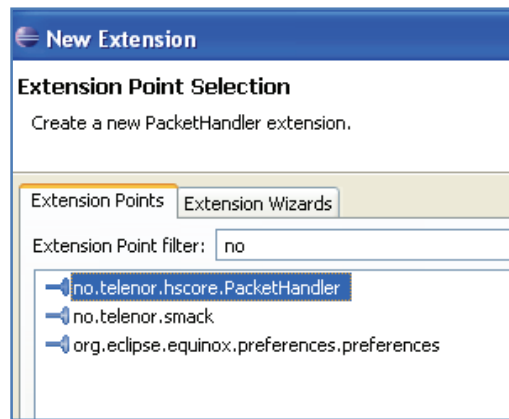 New Extension
Extension Point Selection
Create a new PacketHandler extension.
Extension Points Extension Wizards
Extension Point filter: no
no.telenor.hscore.PacketHandler
no.telenor.smack
org.eclipse.equinox.preferences.preferences